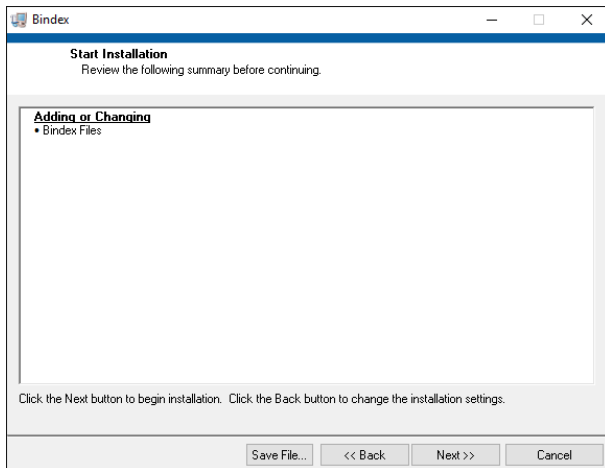 Bindex
Start Installation
Review the following summary before continuing.
Adding or Changing
• Bindex Files
Click the Next button to begin installation.  Click the Back button to change the installation settings.
Save File...
<< Back
Next >>
Cancel